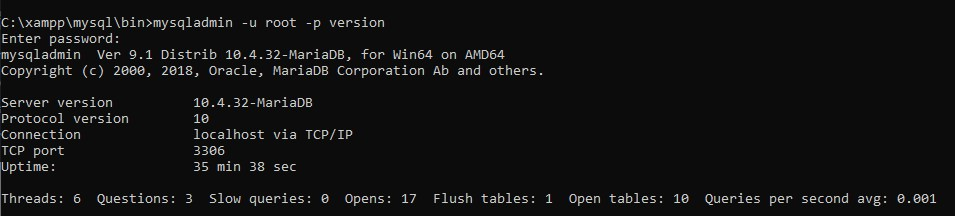 C:\xampp\mysql\bin>mysqladmin -u root -p version
Enter password:
mysqladmin  Ver 9.1 Distrib 10.4.32-MariaDB, for Win64 on AMD64
Copyright (c) 2000, 2018, Oracle, MariaDB Corporation Ab and others.

Server version          10.4.32-MariaDB
Protocol version        10
Connection              localhost via TCP/IP
TCP port                3306
Uptime:                 35 min 38 sec

Threads: 6  Questions: 3  Slow queries: 0  Opens: 17  Flush tables: 1  Open tables: 10  Queries per second avg: 0.001